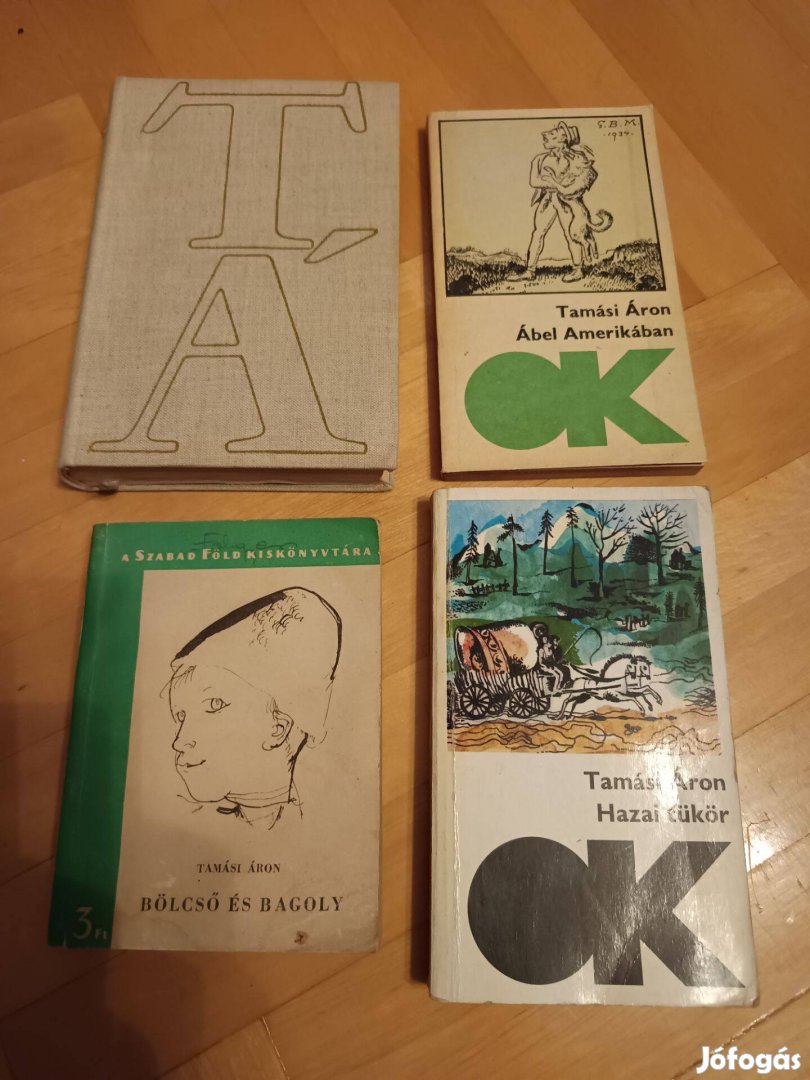 TÁ
G. B. M.
. 1934 .
Tamási Áron
Ábel Amerikában
OK
A SZABAD FÖLD KISKÖNYVTÁRA
TAMÁSI ÁRON
BÖLCSŐ ÉS BAGOLY
3 Ft
Tamási Áron
Hazai tükör
OK
Jófogás